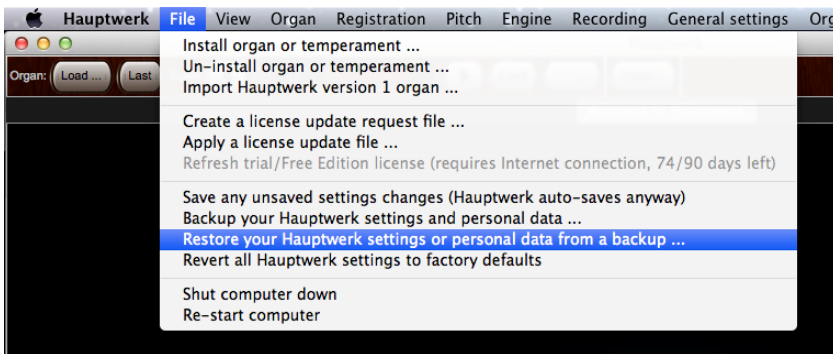 Hauptwerk File View Organ Registration Pitch Engine Recording General settings Org
Organ: Load ... Last
Install organ or temperament ...
Un-install organ or temperament ...
Import Hauptwerk version 1 organ ...
Create a license update request file ...
Apply a license update file ...
Refresh trial/Free Edition license (requires Internet connection, 74/90 days left)
Save any unsaved settings changes (Hauptwerk auto-saves anyway)
Backup your Hauptwerk settings and personal data ...
Restore your Hauptwerk settings or personal data from a backup ...
Revert all Hauptwerk settings to factory defaults
Shut computer down
Re-start computer